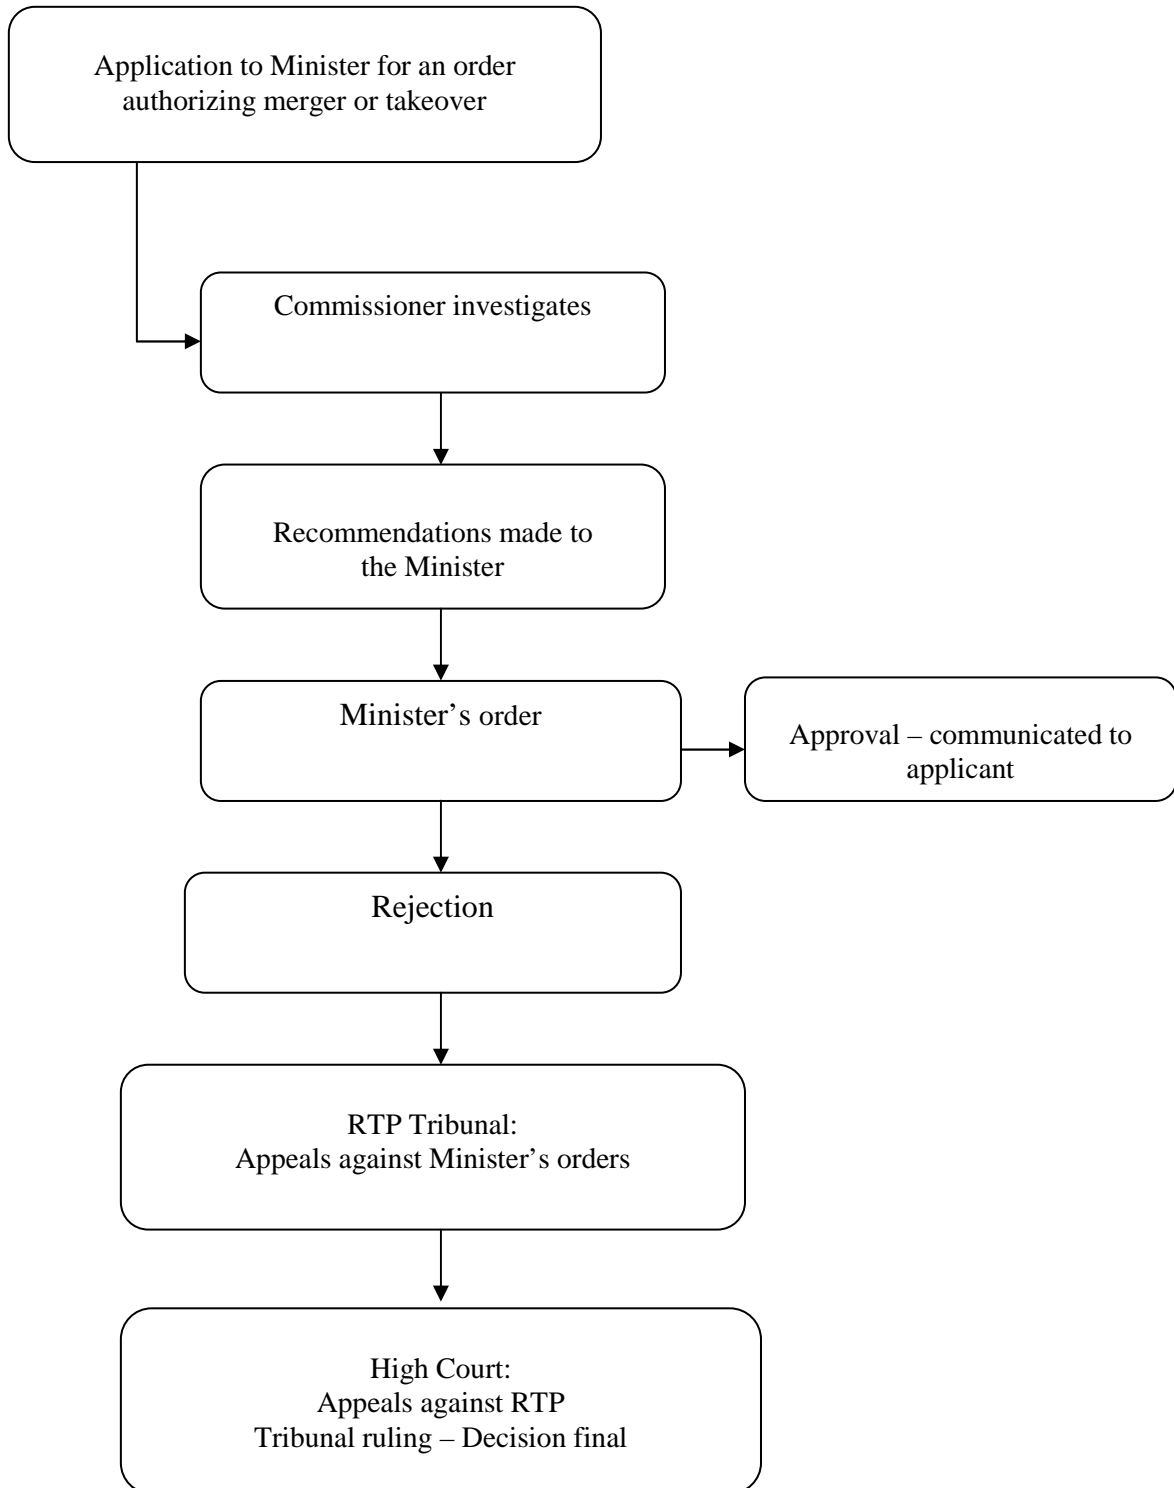 Application to Minister for an order
authorizing merger or takeover
Commissioner investigates
Recommendations made to
the Minister
Minister’s order
Approval – communicated to
applicant
Rejection
RTP Tribunal:
Appeals against Minister’s orders
High Court:
Appeals against RTP
Tribunal ruling – Decision final